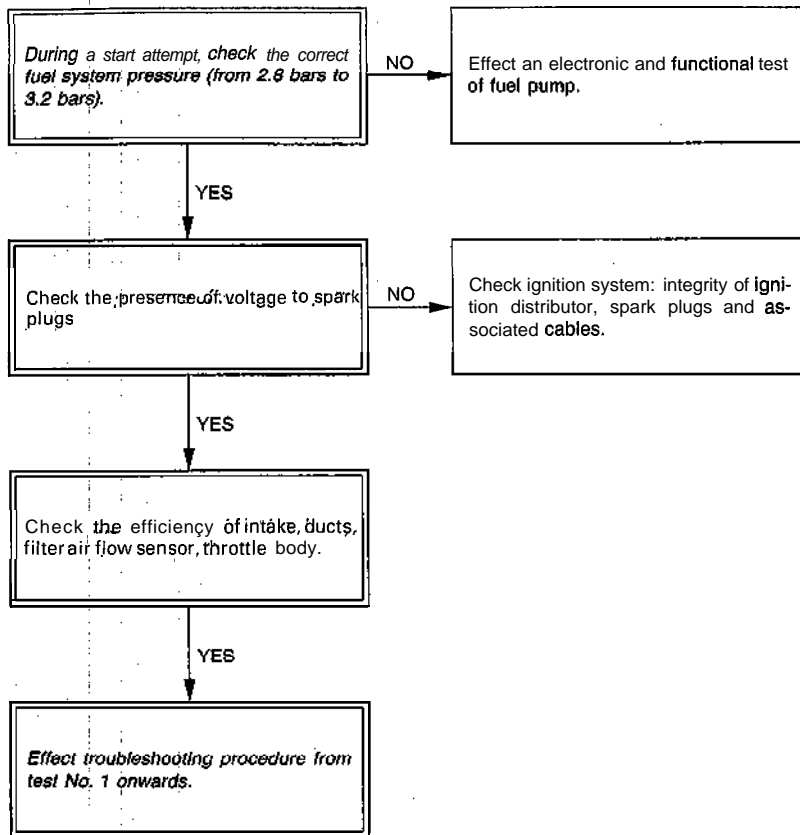 During a start attempt, check the correct
fuel system pressure (from 2.8 bars to
3.2 bars).
NO
Effect an electronic and functional test
of fuel pump.
YES
Check the presence of voltage to spark
plugs
NO
Check ignition system: integrity of igni-
tion distributor, spark plugs and as-
sociated cables.
YES
Check the efficiency of intake, ducts,
filter air flow sensor, throttle body.
YES
Effect troubleshooting procedure from
test No. 1 onwards.